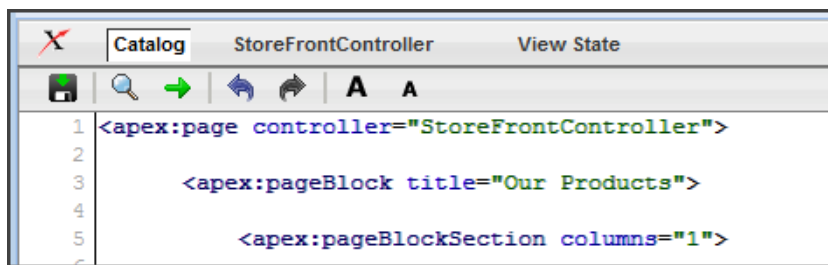 Catalog StoreFrontController View State
A A
1 <apex:page controller="StoreFrontController">
2
3 <apex:pageBlock title="Our Products">
4
5 <apex:pageBlockSection columns="1">